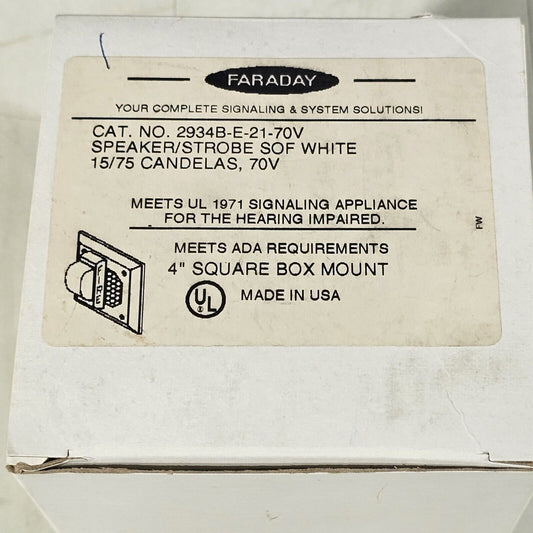 FARADAY
YOUR COMPLETE SIGNALING & SYSTEM SOLUTIONS!
CAT. NO. 2934B-E-21-70V
SPEAKER/STROBE SOF WHITE
15/75 CANDELAS, 70V
MEETS UL 1971 SIGNALING APPLIANCE
FOR THE HEARING IMPAIRED.
FW
MEETS ADA REQUIREMENTS
4" SQUARE BOX MOUNT
FIRE
UL
MADE IN USA